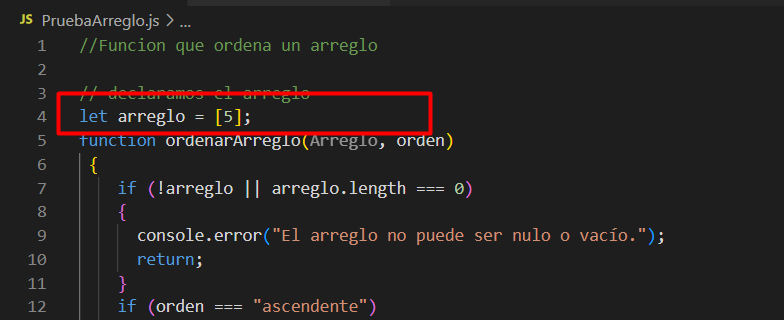 JS PruebaArreglo.js > ...
1 //Funcion que ordena un arreglo
2
3 // declaramos el arreglo
4 let arreglo = [5];
5 function ordenarArreglo(Arreglo, orden)
6 {
7 if (!arreglo || arreglo.length === 0)
8 {
9 console.error("El arreglo no puede ser nulo o vacío.");
10 return;
11 }
12 if (orden === "ascendente")